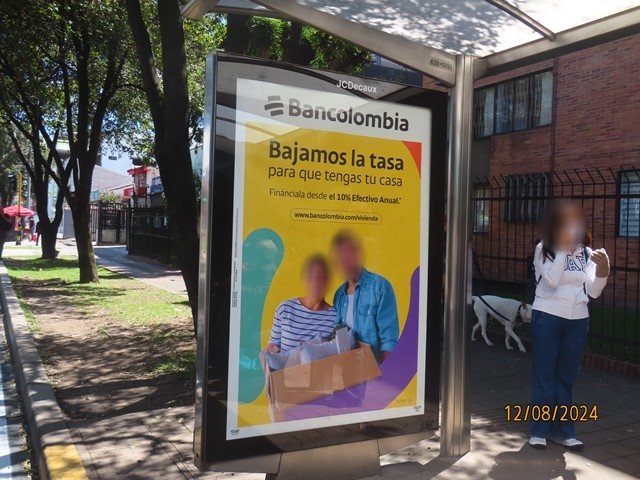 JCDecaux
Bancolombia
Bajamos la tasa
para que tengas tu casa
Finánciala desde el 10% Efectivo Anual.*
www.bancolombia.com/vivienda
12/08/2024